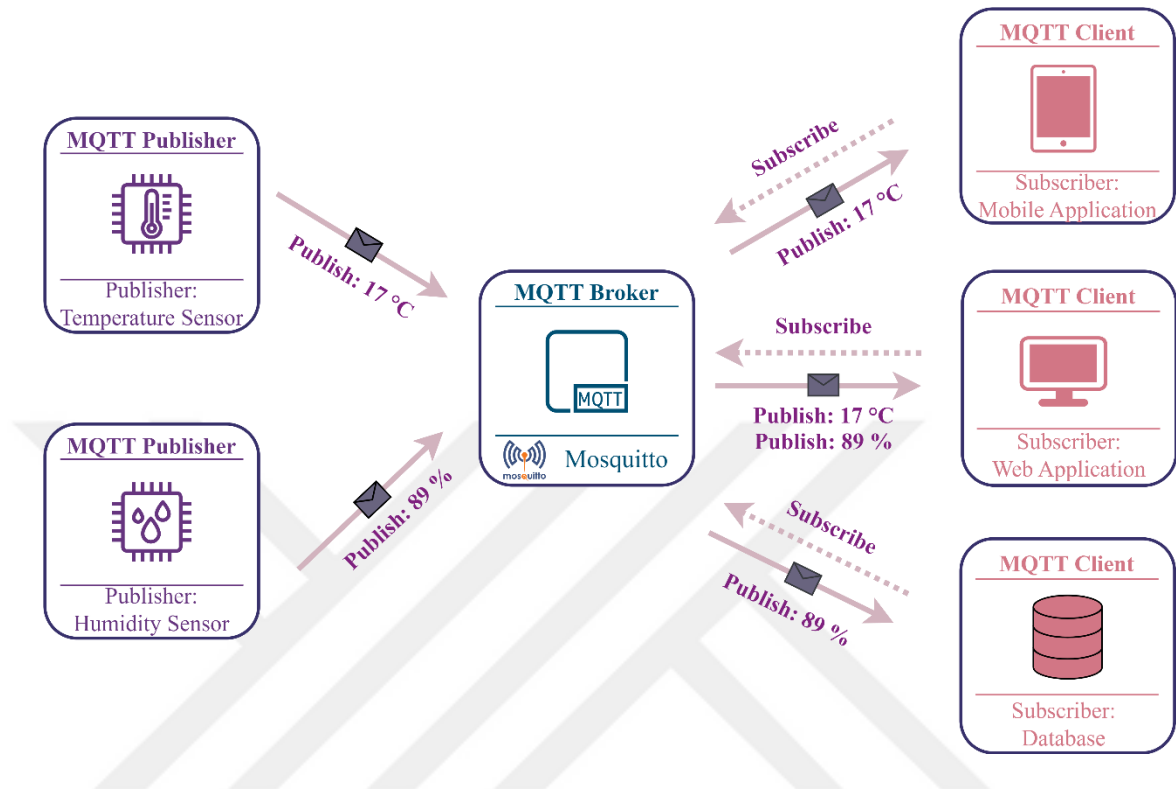 MQTT Publisher
Publisher:
Temperature Sensor
MQTT Publisher
Publisher:
Humidity Sensor
Publish: 17 °C
Publish: 89 %
MQTT Broker
MQTT
mosquitto
Mosquitto
Subscribe
Publish: 17 °C
Subscribe
Publish: 17 °C
Publish: 89 %
Subscribe
Publish: 89 %
MQTT Client
Subscriber:
Mobile Application
MQTT Client
Subscriber:
Web Application
MQTT Client
Subscriber:
Database